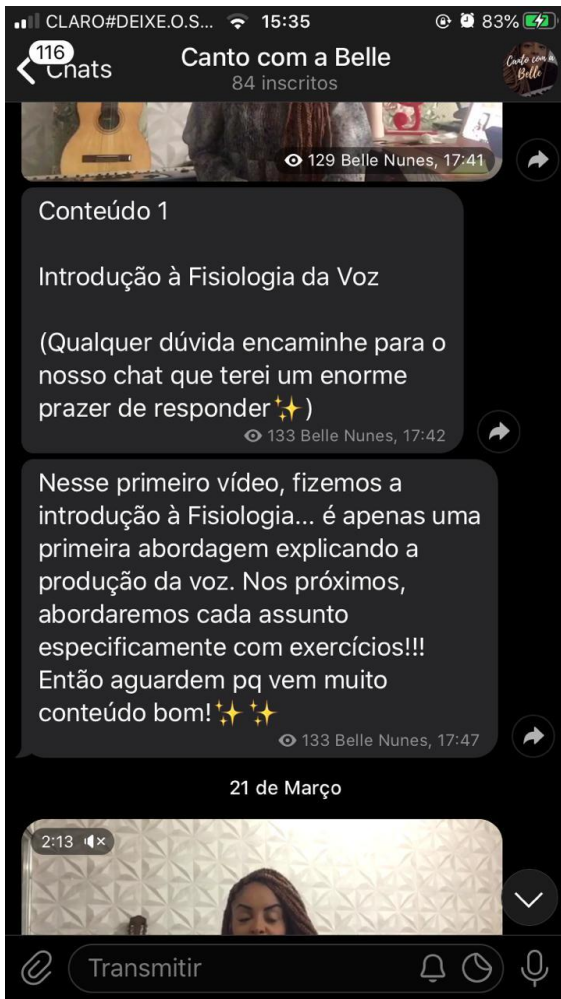 CLARO#DEIXE.O.S... 15:35 83%
116
Chats
Canto com a Belle
84 inscritos
Canto com a
Belle
129 Belle Nunes, 17:41
Conteúdo 1
Introdução à Fisiologia da Voz
(Qualquer dúvida encaminhe para o
nosso chat que terei um enorme
prazer de responder✨)
133 Belle Nunes, 17:42
Nesse primeiro vídeo, fizemos a
introdução à Fisiologia... é apenas uma
primeira abordagem explicando a
produção da voz. Nos próximos,
abordaremos cada assunto
especificamente com exercícios!!!
Então aguardem pq vem muito
conteúdo bom!✨✨
133 Belle Nunes, 17:47
21 de Março
2:13
Transmitir